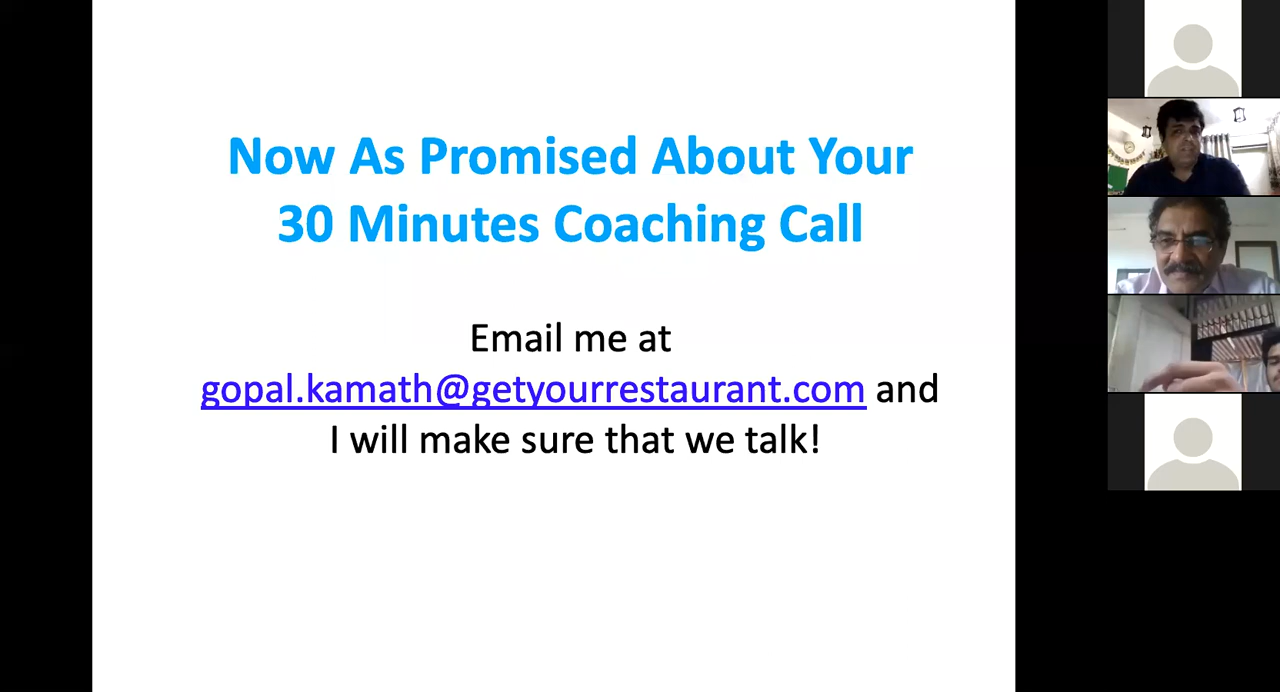 Now As Promised About Your
30 Minutes Coaching Call
Email me at
gopal.kamath@getyourrestaurant.com and
I will make sure that we talk!